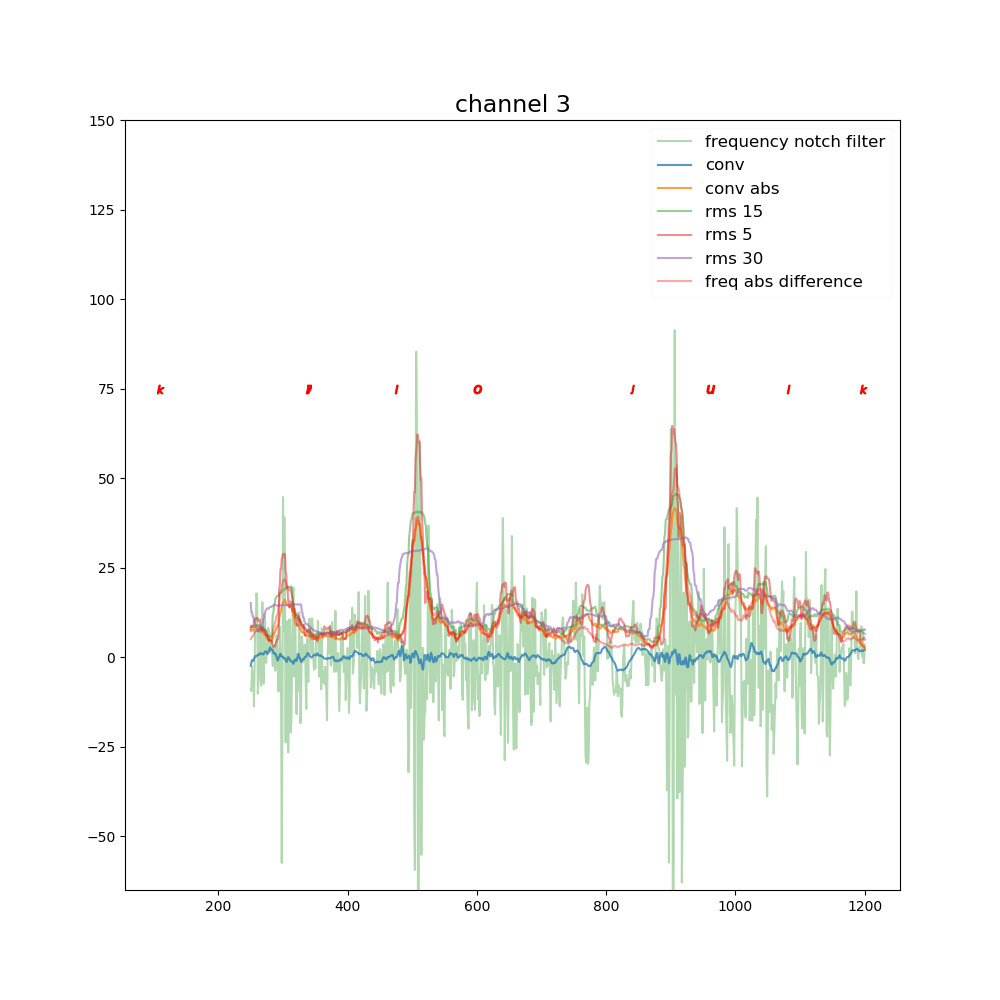 channel 3
150
frequency notch filter
conv
conv abs
rms 15
rms 5
rms 30
freq abs difference
125
100
75
k l o j u l k
50
25
0
−25
−50
200 400 600 800 1000 1200